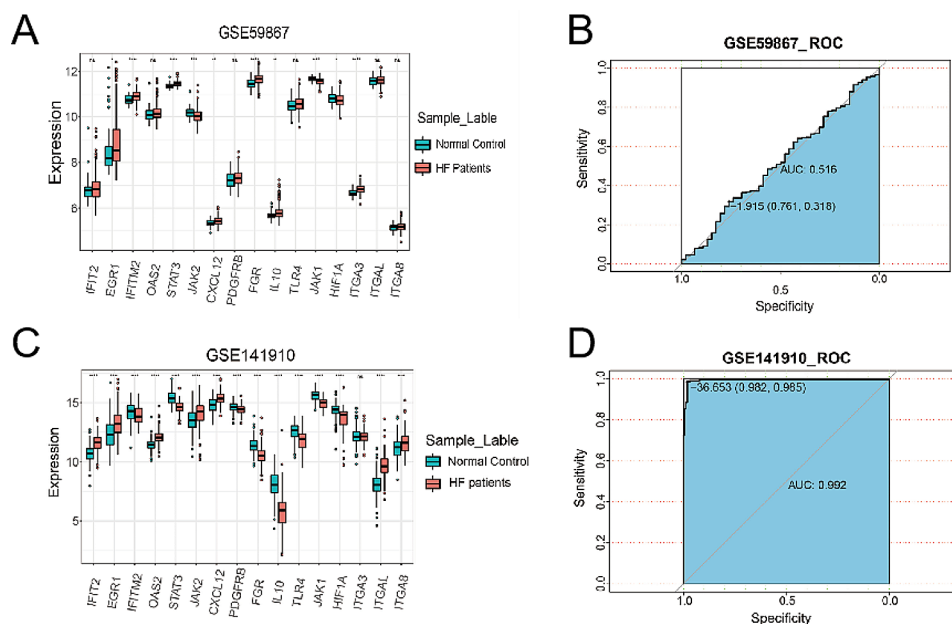 A
GSE59867
Expression
12
10
8
6
IFIT2
EGR1
IFITM2
OAS2
STAT3
JAK2
CXCL12
PDGFRB
FGR
IL10
TLR4
JAK1
HIF1A
ITGA3
ITGAL
ITGA8
Sample_Lable
Normal Control
HF Patients
B
GSE59867_ROC
Sensitivity
1.0
0.8
0.6
0.4
0.2
0.0
AUC: 0.516
−1.915 (0.761, 0.318)
1.0
0.5
0.0
Specificity
C
GSE141910
Expression
15
10
5
IFIT2
EGR1
IFITM2
OAS2
STAT3
JAK2
CXCL12
PDGFRB
FGR
IL10
TLR4
JAK1
HIF1A
ITGA3
ITGAL
ITGA8
Sample_Lable
Normal Control
HF patients
D
GSE141910_ROC
Sensitivity
1.0
0.8
0.6
0.4
0.2
0.0
−36.653 (0.982, 0.985)
AUC: 0.992
1.0
0.5
0.0
Specificity